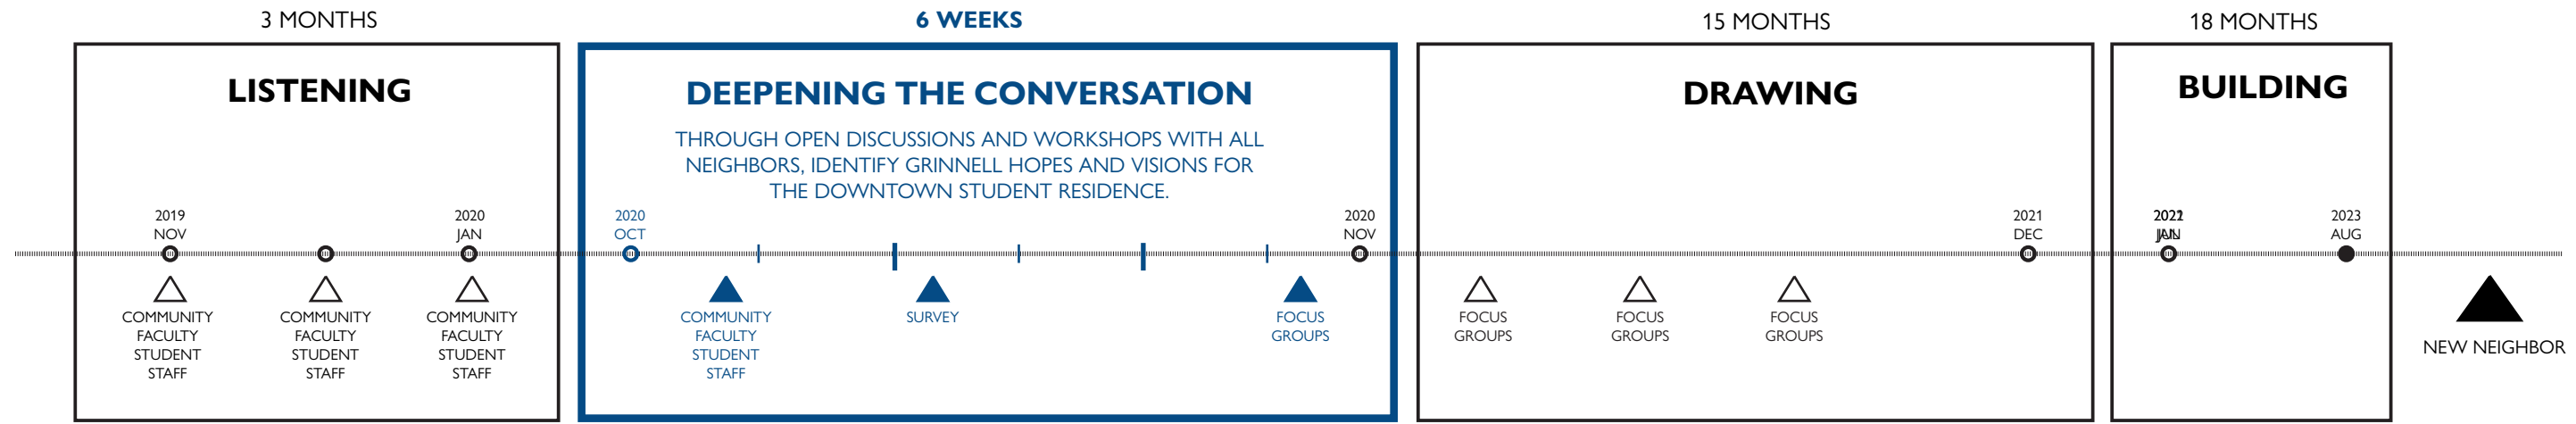 3 MONTHS
LISTENING
2019
NOV
2020
JAN
COMMUNITY
FACULTY
STUDENT
STAFF
COMMUNITY
FACULTY
STUDENT
STAFF
COMMUNITY
FACULTY
STUDENT
STAFF
6 WEEKS
DEEPENING THE CONVERSATION
THROUGH OPEN DISCUSSIONS AND WORKSHOPS WITH ALL
NEIGHBORS, IDENTIFY GRINNELL HOPES AND VISIONS FOR
THE DOWNTOWN STUDENT RESIDENCE.
2020
OCT
2020
NOV
COMMUNITY
FACULTY
STUDENT
STAFF
SURVEY
FOCUS
GROUPS
15 MONTHS
DRAWING
2021
DEC
FOCUS
GROUPS
FOCUS
GROUPS
FOCUS
GROUPS
18 MONTHS
BUILDING
2023
AUG
NEW NEIGHBOR